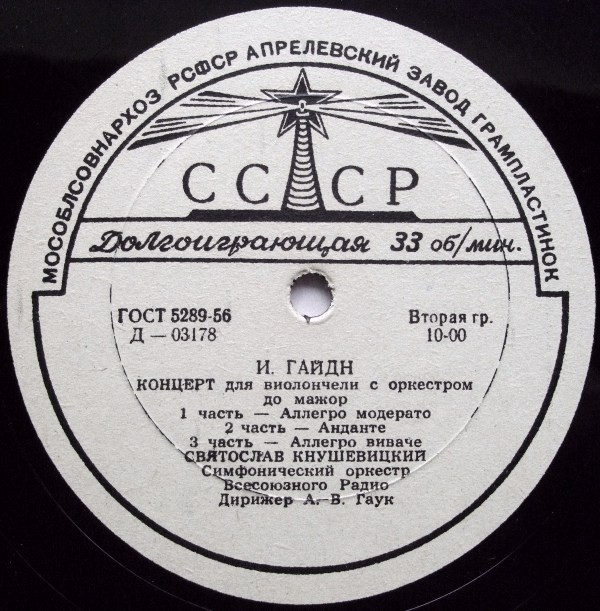 МОСОБЛСОВНАРХОЗ РСФСР АПРЕЛЕВСКИЙ ЗАВОД ГРАМПЛАСТИНОК
СССР
Долгоиграющая 33 об/мин.
ГОСТ 5289-56
Д — 03178
Вторая гр.
10-00
И. ГАЙДН
КОНЦЕРТ для виолончели с оркестром
до мажор
1 часть — Аллегро модерато
2 часть — Анданте
3 часть — Аллегро виваче
СВЯТОСЛАВ КНУШЕВИЦКИЙ
Симфонический оркестр
Всесоюзного Радио
Дирижер А.-В. Гаук